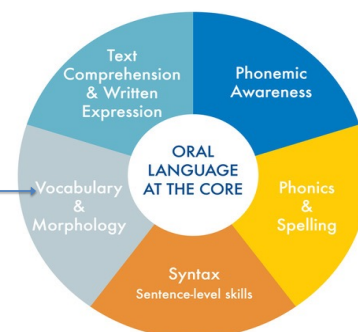 Text
Comprehension
& Written
Expression
Phonemic
Awareness
ORAL
LANGUAGE
AT THE CORE
Vocabulary
&
Morphology
Phonics
&
Spelling
Syntax
Sentence-level skills